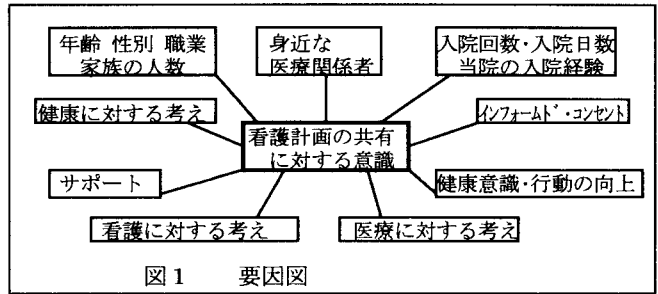 年齢 性別 職業
家族の人数
身近な
医療関係者
入院回数・入院日数
当院の入院経験
健康に対する考え
看護計画の共有
に対する意識
インフォームド・コンセント
サポート
健康意識・行動の向上
看護に対する考え
医療に対する考え
図1 要因図